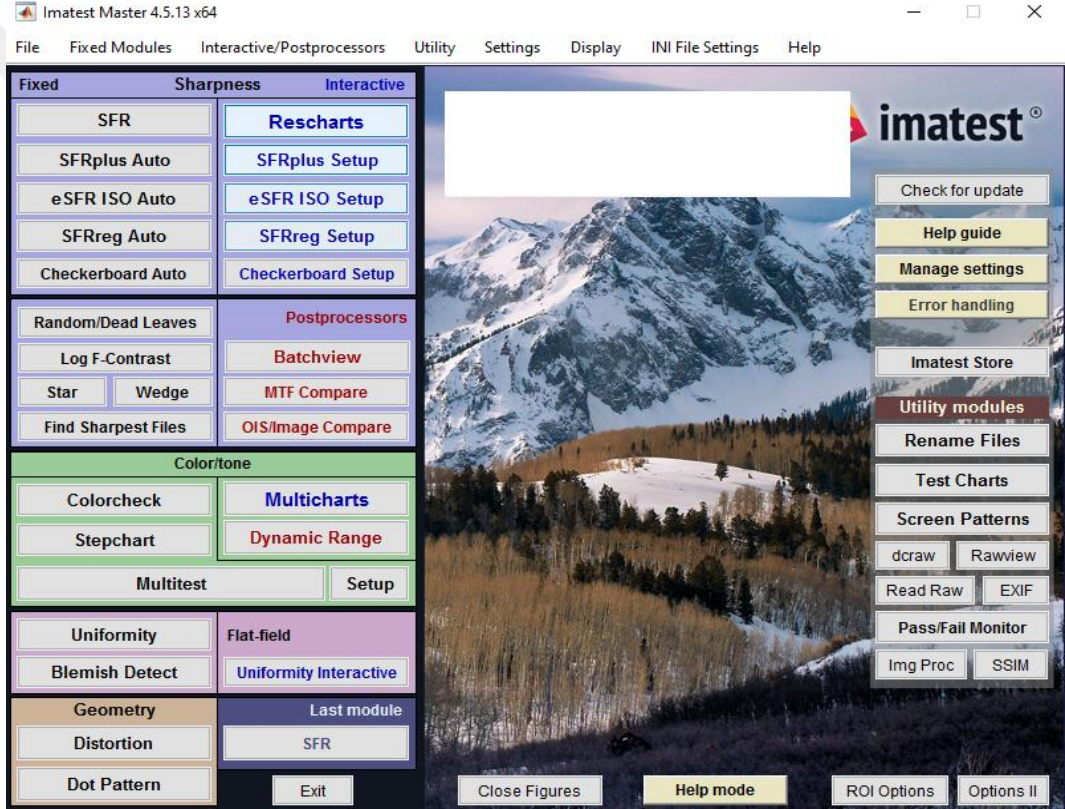 Imatest Master 4.5.13 x64
File Fixed Modules Interactive/Postprocessors Utility Settings Display INI File Settings Help
Fixed Sharpness Interactive
SFR Rescharts
SFRplus Auto SFRplus Setup
eSFR ISO Auto eSFR ISO Setup
SFRreg Auto SFRreg Setup
Checkerboard Auto Checkerboard Setup
Random/Dead Leaves Postprocessors
Log F-Contrast Batchview
Star Wedge MTF Compare
Find Sharpest Files OIS/Image Compare
Color/tone
Colorcheck Multicharts
Stepchart Dynamic Range
Multitest Setup
Uniformity Flat-field
Blemish Detect Uniformity Interactive
Geometry Last module
Distortion SFR
Dot Pattern Exit
imatest®
Check for update
Help guide
Manage settings
Error handling
Imatest Store
Utility modules
Rename Files
Test Charts
Screen Patterns
dcraw Rawview
Read Raw EXIF
Pass/Fail Monitor
Img Proc SSIM
Close Figures Help mode ROI Options Options II